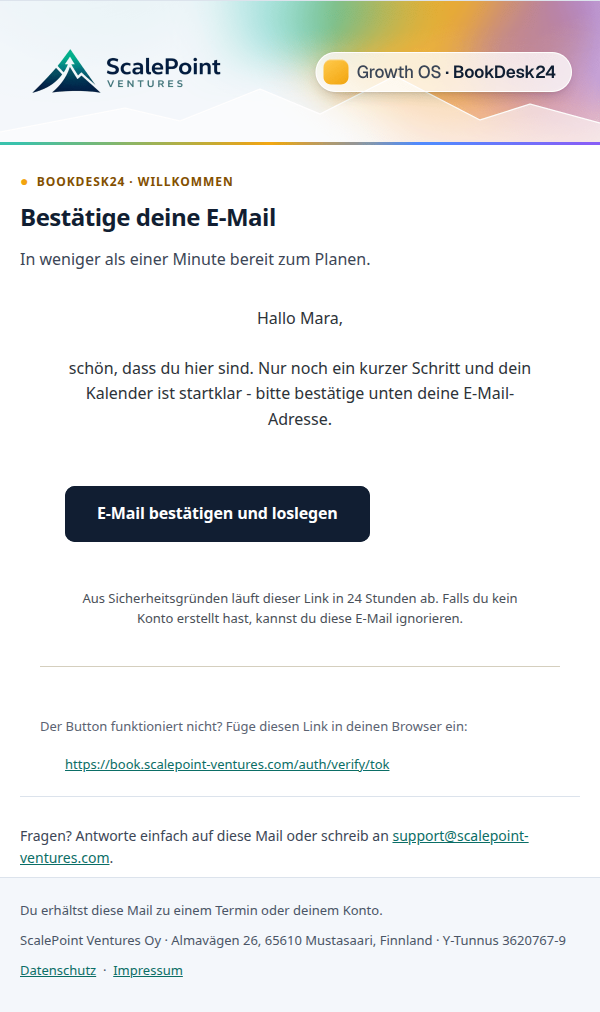 ScalePoint
VENTURES
Growth OS · BookDesk24
BOOKDESK24 · WILLKOMMEN
Bestätige deine E-Mail
In weniger als einer Minute bereit zum Planen.
Hallo Mara,
schön, dass du hier sind. Nur noch ein kurzer Schritt und dein
Kalender ist startklar - bitte bestätige unten deine E-Mail-
Adresse.
E-Mail bestätigen und loslegen
Aus Sicherheitsgründen läuft dieser Link in 24 Stunden ab. Falls du kein
Konto erstellt hast, kannst du diese E-Mail ignorieren.
Der Button funktioniert nicht? Füge diesen Link in deinen Browser ein:
https://book.scalepoint-ventures.com/auth/verify/tok
Fragen? Antworte einfach auf diese Mail oder schreib an support@scalepoint-
ventures.com.
Du erhältst diese Mail zu einem Termin oder deinem Konto.
ScalePoint Ventures Oy · Almavägen 26, 65610 Mustasaari, Finnland · Y-Tunnus 3620767-9
Datenschutz · Impressum